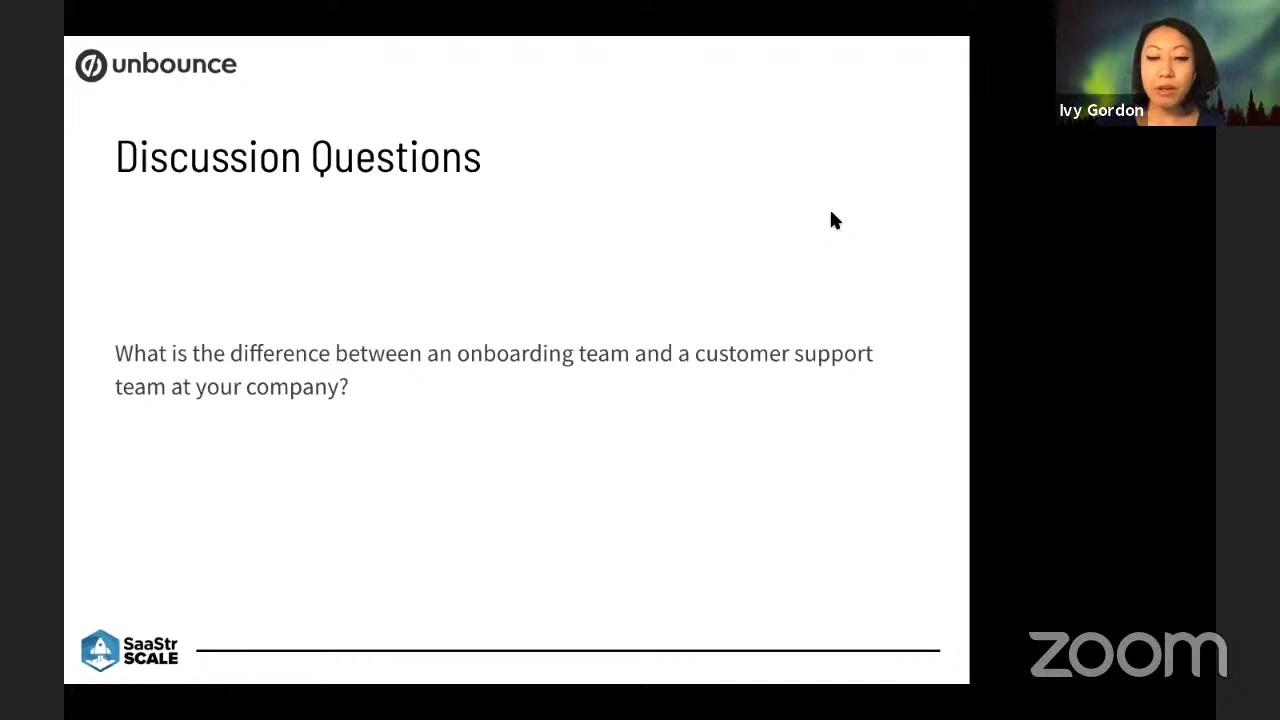 unbounce
Ivy Gordon
Discussion Questions
What is the difference between an onboarding team and a customer support
team at your company?
SaaStr
SCALE
zoom